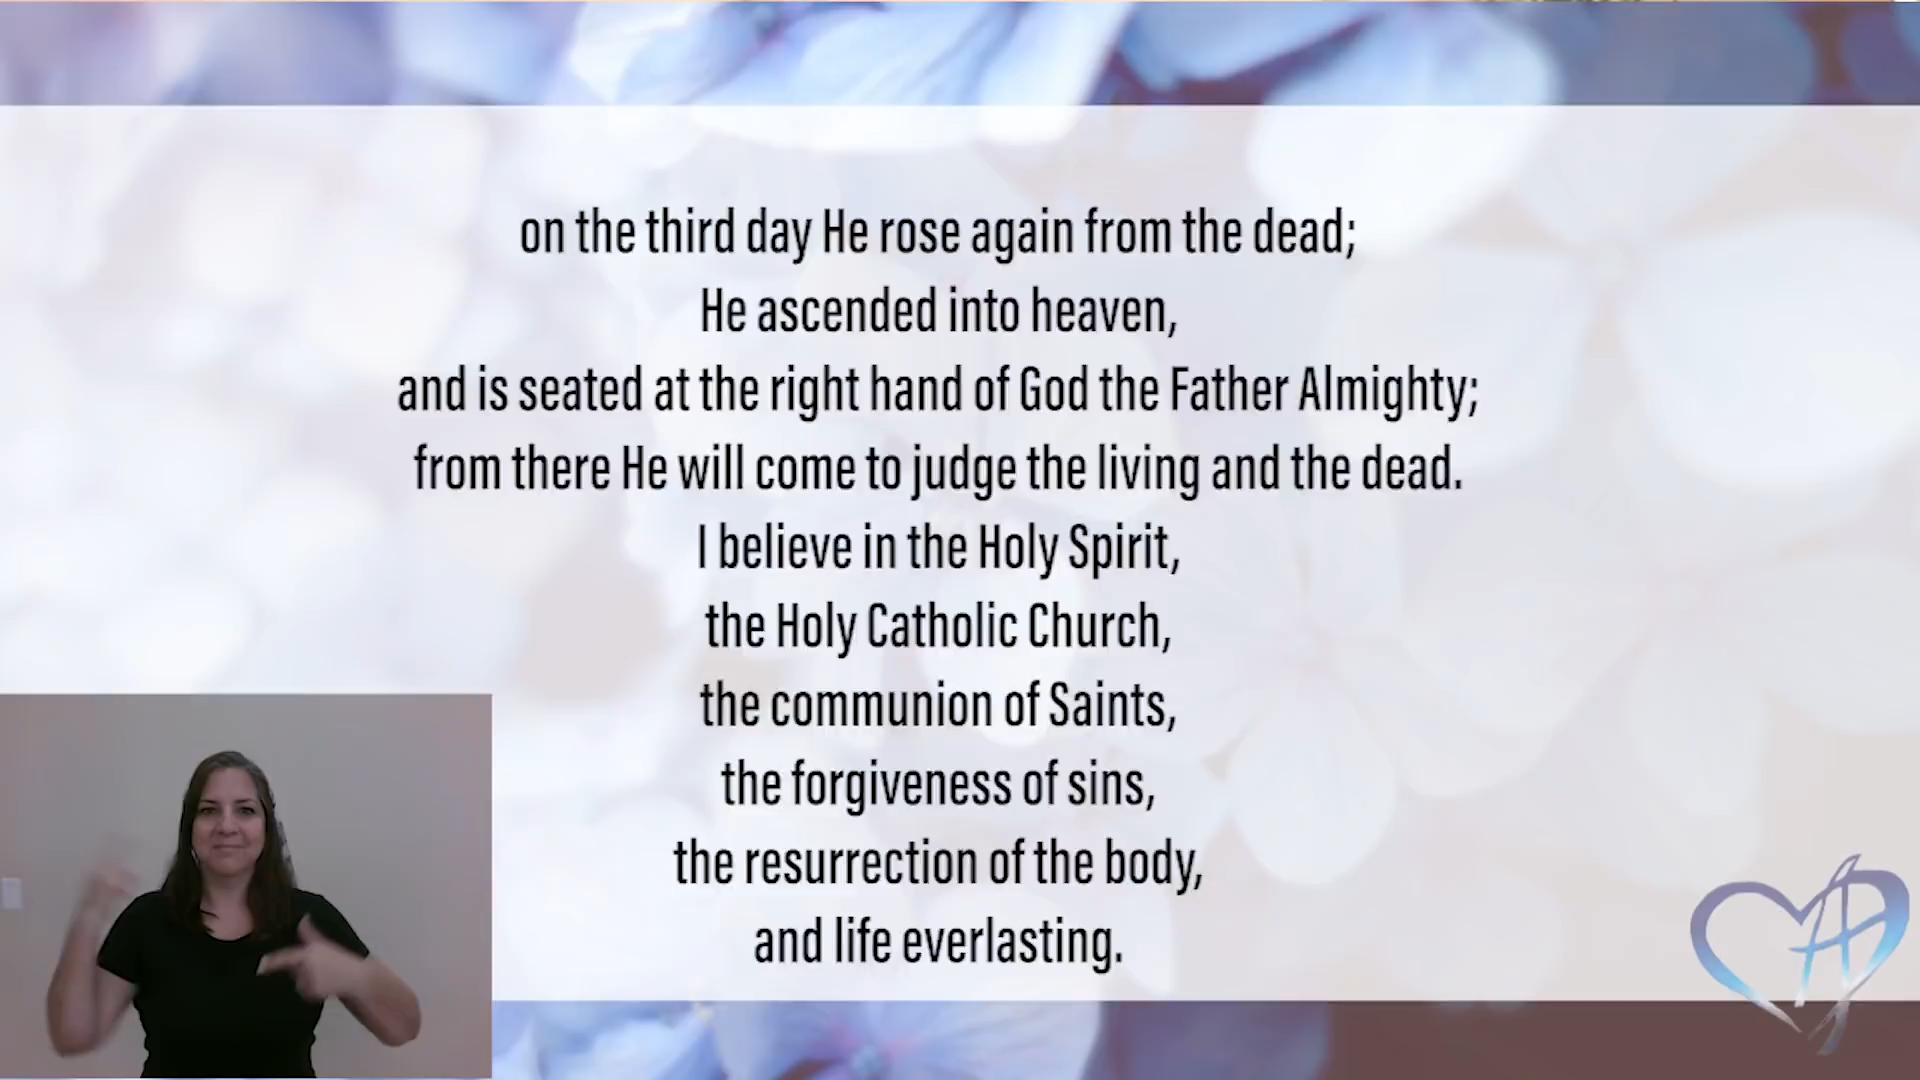 on the third day He rose again from the dead;
He ascended into heaven,
and is seated at the right hand of God the Father Almighty;
from there He will come to judge the living and the dead.
I believe in the Holy Spirit,
the Holy Catholic Church,
the communion of Saints,
the forgiveness of sins,
the resurrection of the body,
and life everlasting.